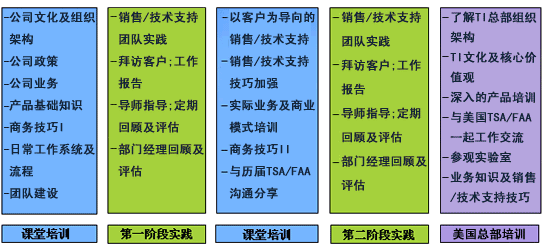 –公司文化及组织
架构
–公司政策
–公司业务
–产品基础知识
–商务技巧I
–日常工作系统及
流程
–团队建设
课堂培训
–销售/技术支持
团队实践
–拜访客户;工作
报告
–导师指导;定期
回顾及评估
–部门经理回顾及
评估
第一阶段实践
–以客户为导向的
销售/技术支持
–销售/技术支持
技巧加强
–实际业务及商业
模式培训
–商务技巧II
–与历届TSA/FAA
沟通分享
课堂培训
–销售/技术支持
团队实践
–拜访客户;工作
报告
–导师指导;定期
回顾及评估
–部门经理回顾及
评估
第二阶段实践
–了解TI总部组织
架构
–TI文化及核心价
值观
–深入的产品培训
–与美国TSA/FAA
一起工作交流
–参观实验室
–业务知识及销售
/技术支持技巧
美国总部培训